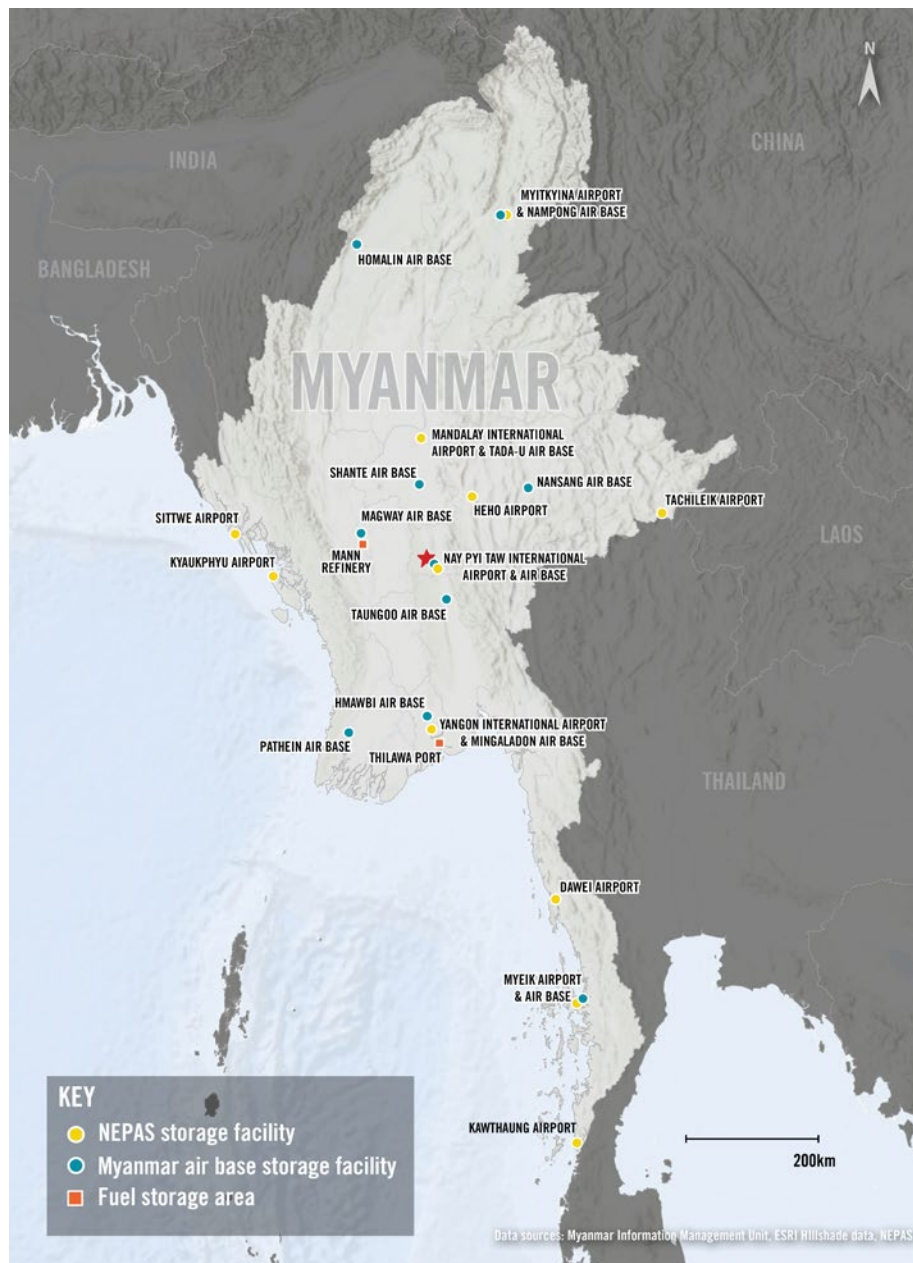 N
CHINA
INDIA
MYITKYINA AIRPORT
& NAMPONG AIR BASE
HOMALIN AIR BASE
BANGLADESH
MYANMAR
MANDALAY INTERNATIONAL
AIRPORT & TADA-U AIR BASE
SHANTE AIR BASE
NANSANG AIR BASE
HEHO AIRPORT
TACHILEIK AIRPORT
SITTWE AIRPORT
MAGWAY AIR BASE
LAOS
MANN
REFINERY
KYAUKPHYU AIRPORT
NAY PYI TAW INTERNATIONAL
AIRPORT & AIR BASE
TAUNGOO AIR BASE
HMAWBI AIR BASE
YANGON INTERNATIONAL AIRPORT
& MINGALADON AIR BASE
PATHEIN AIR BASE
THILAWA PORT
THAILAND
DAWEI AIRPORT
MYEIK AIRPORT
& AIR BASE
KAWTHAUNG AIRPORT
KEY
NEPAS storage facility
Myanmar air base storage facility
Fuel storage area
200km
Data sources: Myanmar Information Management Unit, ESRI Hillshade data, NEPAS